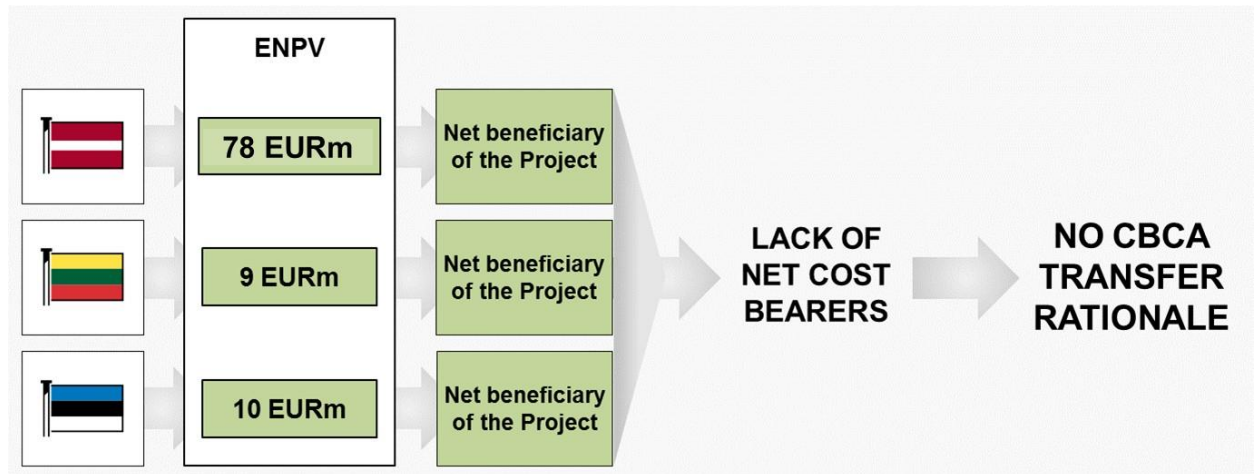 ENPV
78 EURm
Net beneficiary
of the Project
9 EURm
Net beneficiary
of the Project
10 EURm
Net beneficiary
of the Project
LACK OF
NET COST
BEARERS
NO CBCA
TRANSFER
RATIONALE